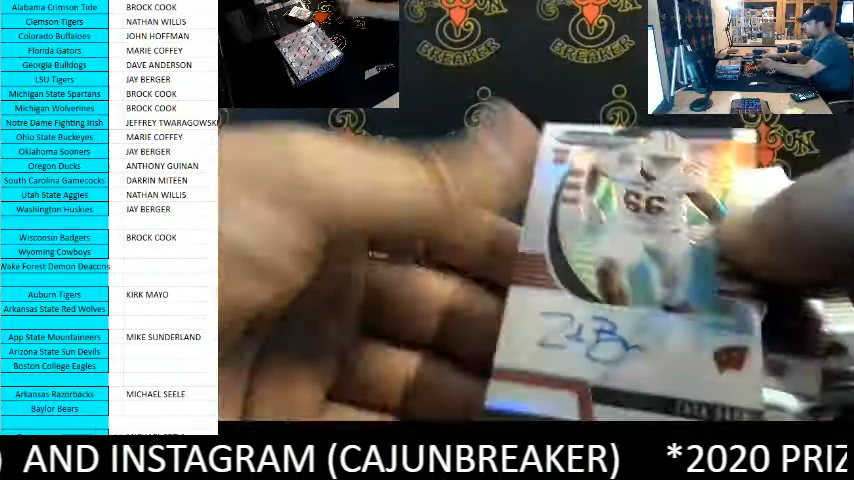 Alabama Crimson Tide BROCK COOK
Clemson Tigers NATHAN WILLIS
Colorado Buffaloes JOHN HOFFMAN
Florida Gators MARIE COFFEY
Georgia Bulldogs DAVE ANDERSON
LSU Tigers JAY BERGER
Michigan State Spartans BROCK COOK
Michigan Wolverines BROCK COOK
Notre Dame Fighting Irish JEFFREY TWARAGOWSK
Ohio State Buckeyes MARIE COFFEY
Oklahoma Sooners JAY BERGER
Oregon Ducks ANTHONY GUINAN
South Carolina Gamecocks DARRIN MITEEN
Utah State Aggies NATHAN WILLIS
Washington Huskies JAY BERGER
Wisconsin Badgers BROCK COOK
Wyoming Cowboys
Wake Forest Demon Deacons
Auburn Tigers KIRK MAYO
Arkansas State Red Wolves
App State Mountaineers MIKE SUNDERLAND
Arizona State Sun Devils
Boston College Eagles
Arkansas Razorbacks MICHAEL SEELE
Baylor Bears
BREAKER
BREAKER
66
W
) AND INSTAGRAM (CAJUNBREAKER) *2020 PRIZ